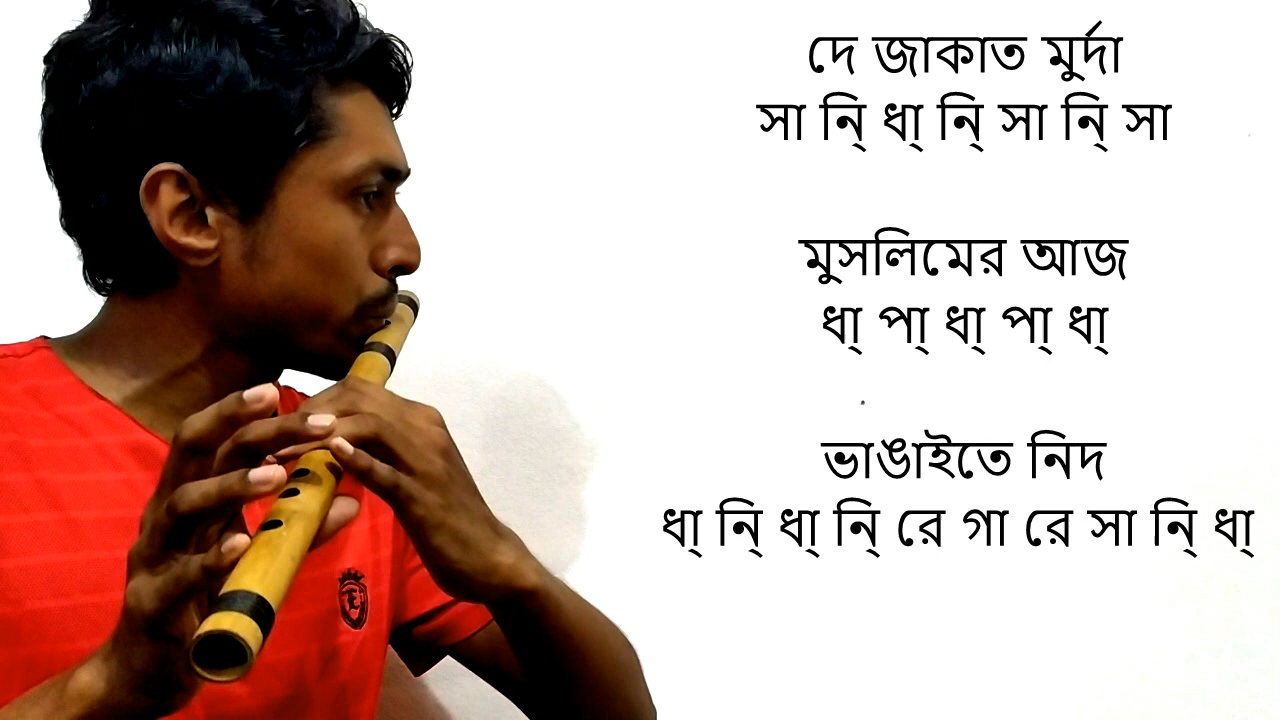 দে জাকাত মুর্দা
সা নি্ ধা্ নি্ সা নি্ সা
মুসলিমের আজ
ধা্ পা্ ধা্ পা্ ধা্
ভাঙাইতে নিদ
ধা্ নি্ ধা্ নি্ রে গা রে সা নি্ ধা্